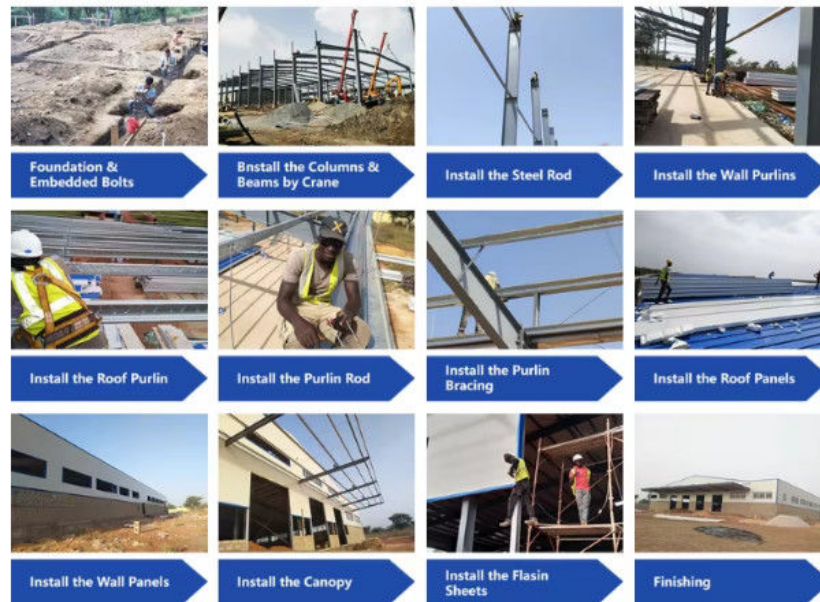 Foundation &
Embedded Bolts
Bnstall the Columns &
Beams by Crane
Install the Steel Rod
Install the Wall Purlins
Install the Roof Purlin
Install the Purlin Rod
Install the Purlin
Bracing
Install the Roof Panels
Install the Wall Panels
Install the Canopy
Install the Flasin
Sheets
Finishing